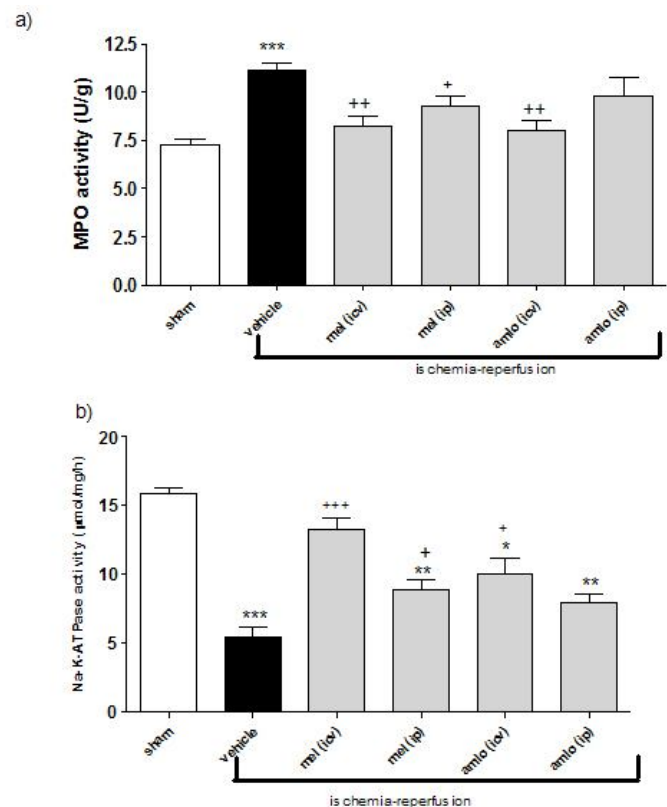 a)
MPO activity (U/g)
12.5
10.0
7.5
5.0
2.5
0.0
***
++
+
++
sham
vehicle
mel (icv)
mel (ip)
amlo (icv)
amlo (ip)
is chemia-reperfus ion
b)
Na-K-ATPase activity (μmol/mg/h)
20
15
10
5
0
***
+++
+
**
+
*
**
sham
vehicle
mel (icv)
mel (ip)
amlo (icv)
amlo (ip)
is chemia-reperfus ion